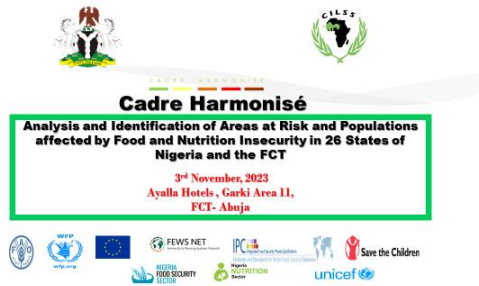 CILSS
CADRE HARMONISÉ
Cadre Harmonisé
Analysis and Identification of Areas at Risk and Populations
affected by Food and Nutrition Insecurity in 26 States of
Nigeria and the FCT
3rd November, 2023
Ayalla Hotels , Garki Area 11,
FCT- Abuja
WFP
wfp.org
FAO
FEWS NET
IPC
Save the Children
NIGERIA
FOOD SECURITY
SECTOR
Nigeria
NUTRITION
Sector
unicef